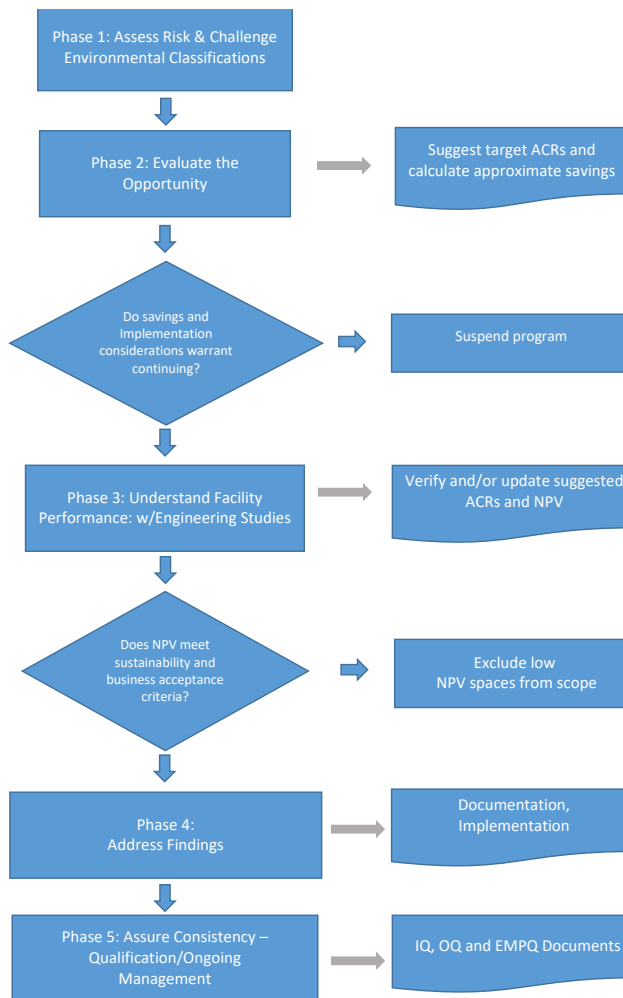 Phase 1: Assess Risk & Challenge
Environmental Classifications
Phase 2: Evaluate the
Opportunity
Suggest target ACRs and
calculate approximate savings
Do savings and
Implementation
considerations warrant
continuing?
Suspend program
Phase 3: Understand Facility
Performance: w/Engineering Studies
Verify and/or update suggested
ACRs and NPV
Does NPV meet
sustainability and
business acceptance
criteria?
Exclude low
NPV spaces from scope
Phase 4:
Address Findings
Documentation,
Implementation
Phase 5: Assure Consistency –
Qualification/Ongoing
Management
IQ, OQ and EMPQ Documents